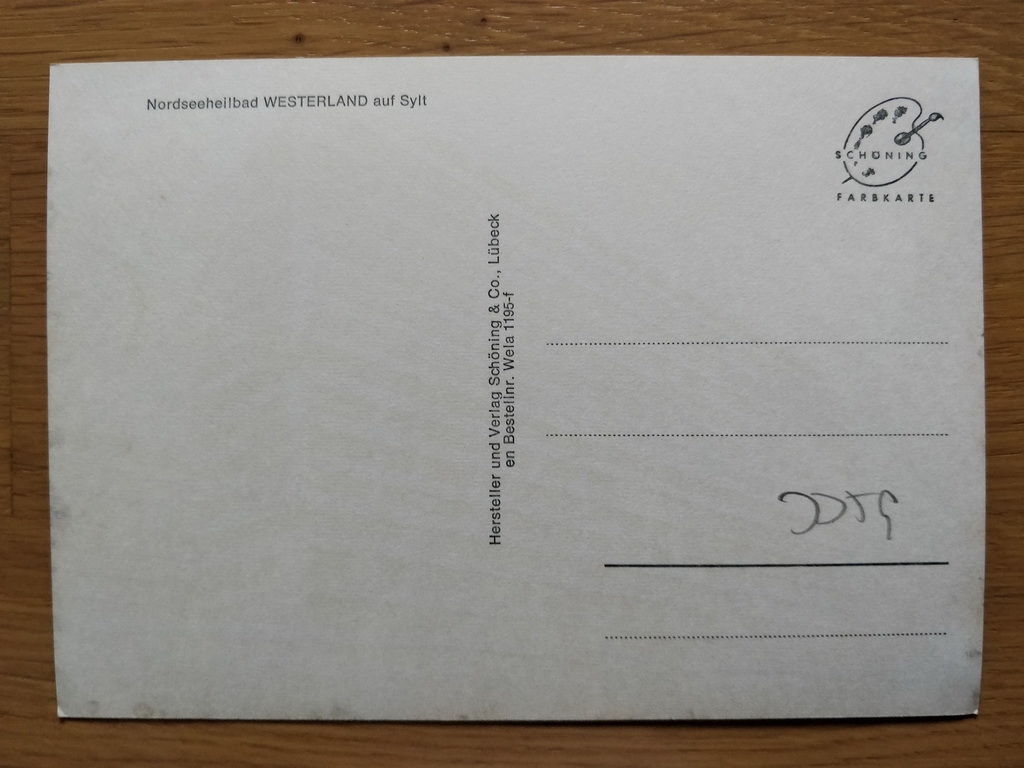 Nordseeheilbad WESTERLAND auf Sylt
SCHÖNING
FARBKARTE
Hersteller und Verlag Schöning & Co., Lübeck
en Bestellnr. Wela 1195-f